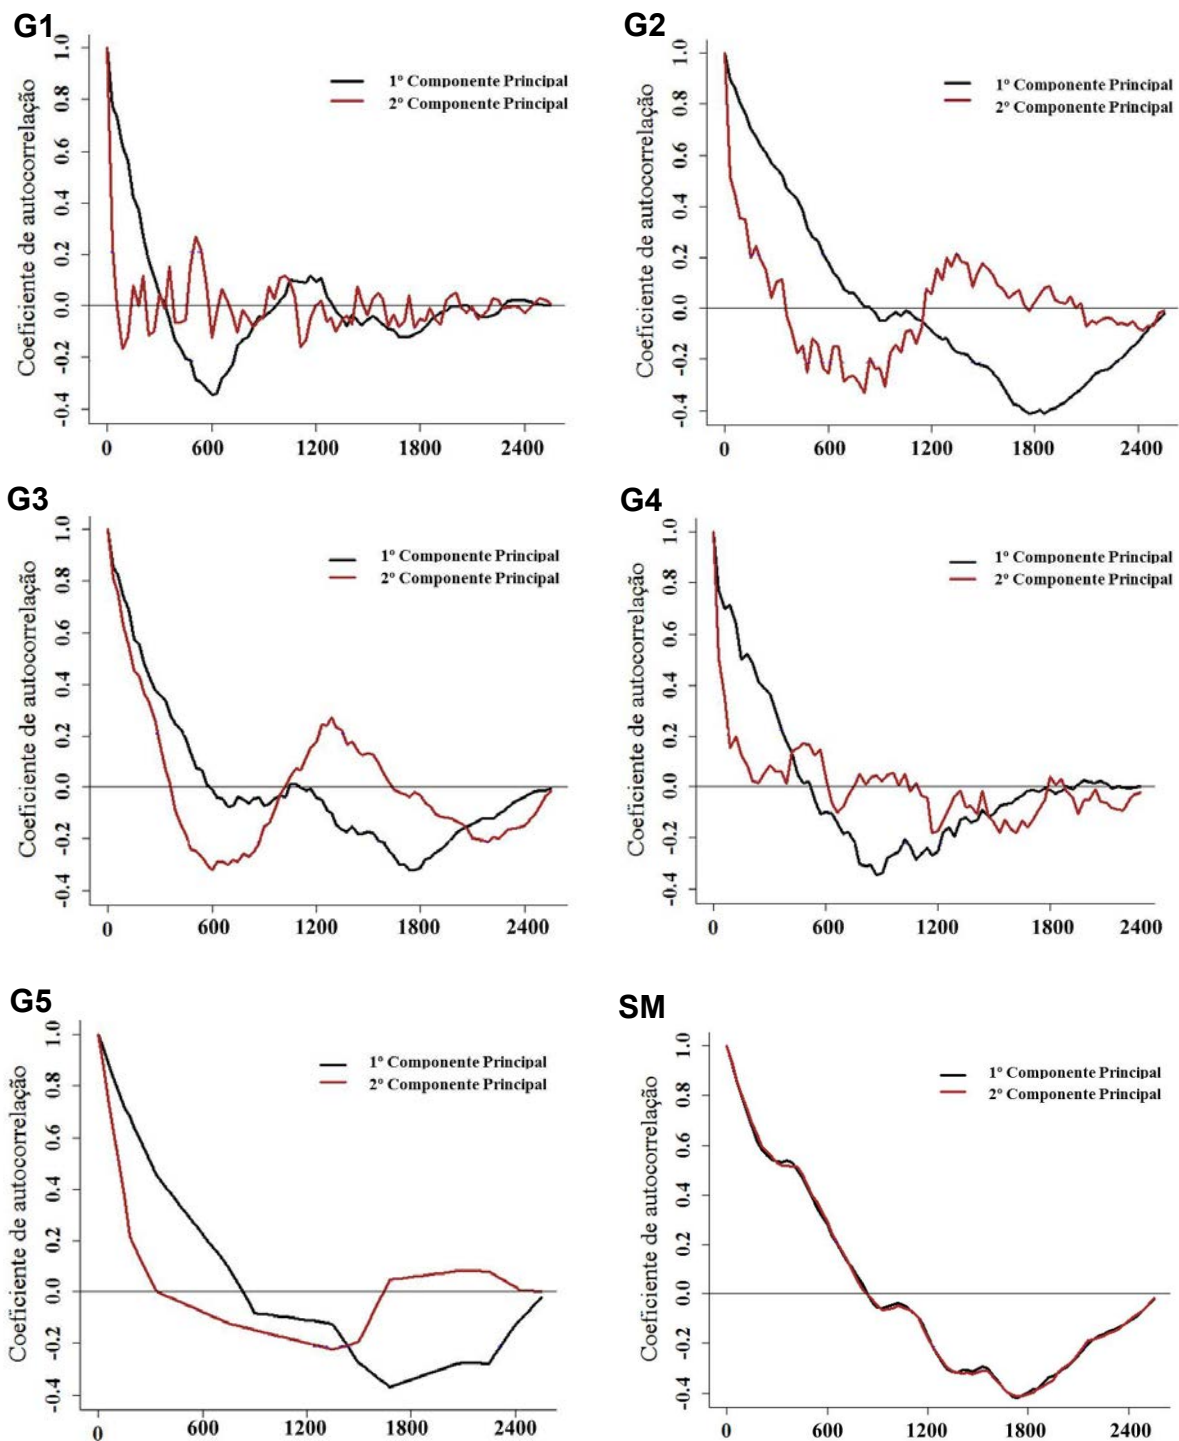 G1
Coeficiente de autocorrelação
1.0
0.8
0.6
0.4
0.2
0.0
-0.2
-0.4
1º Componente Principal
2º Componente Principal
0 600 1200 1800 2400
G2
Coeficiente de autocorrelação
1.0
0.8
0.6
0.4
0.2
0.0
-0.2
-0.4
1º Componente Principal
2º Componente Principal
0 600 1200 1800 2400
G3
Coeficiente de autocorrelação
1.0
0.8
0.6
0.4
0.2
0.0
-0.2
-0.4
1º Componente Principal
2º Componente Principal
0 600 1200 1800 2400
G4
Coeficiente de autocorrelação
1.0
0.8
0.6
0.4
0.2
0.0
-0.2
-0.4
1º Componente Principal
2º Componente Principal
0 600 1200 1800 2400
G5
Coeficiente de autocorrelação
1.0
0.8
0.6
0.4
0.2
0.0
-0.2
-0.4
1º Componente Principal
2º Componente Principal
0 600 1200 1800 2400
SM
Coeficiente de autocorrelação
1.0
0.8
0.6
0.4
0.2
0.0
-0.2
-0.4
1º Componente Principal
2º Componente Principal
0 600 1200 1800 2400